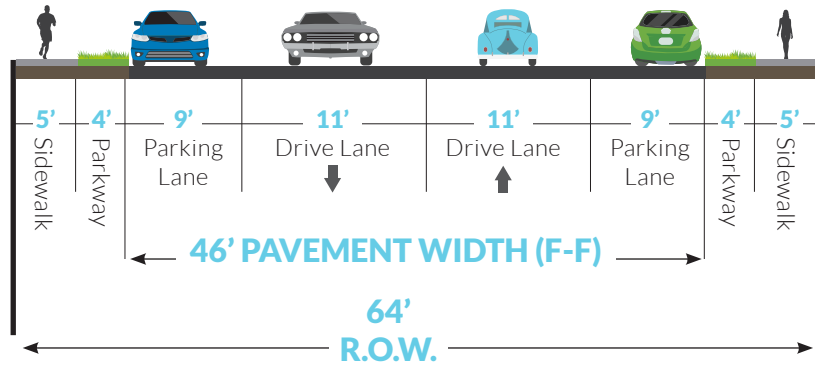 5’ 4’ 9’ 11’ 11’ 9’ 4’ 5’
Sidewalk
Parkway
Parking
Lane
Drive Lane
Drive Lane
Parking
Lane
Parkway
Sidewalk
46’ PAVEMENT WIDTH (F-F)
64’
R.O.W.